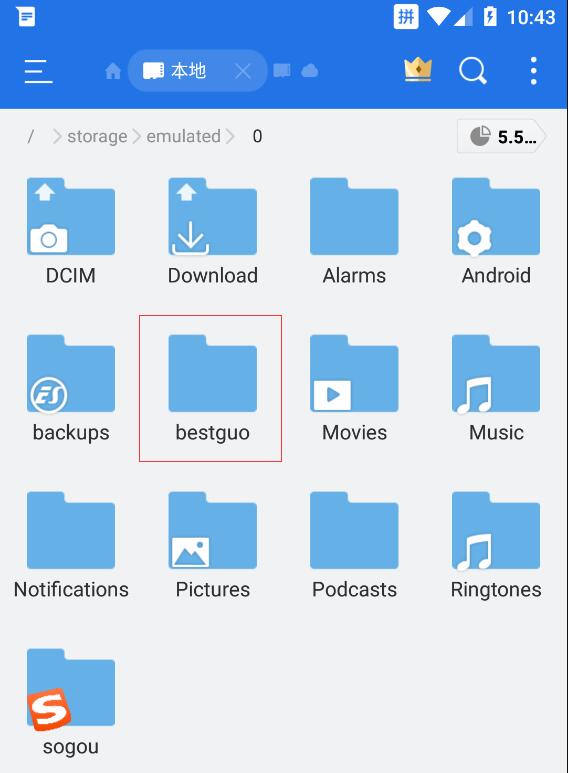 拼 10:43
本地
/ storage emulated 0 5.5...
DCIM Download Alarms Android
ES
backups bestguo Movies Music
Notifications Pictures Podcasts Ringtones
S
sogou